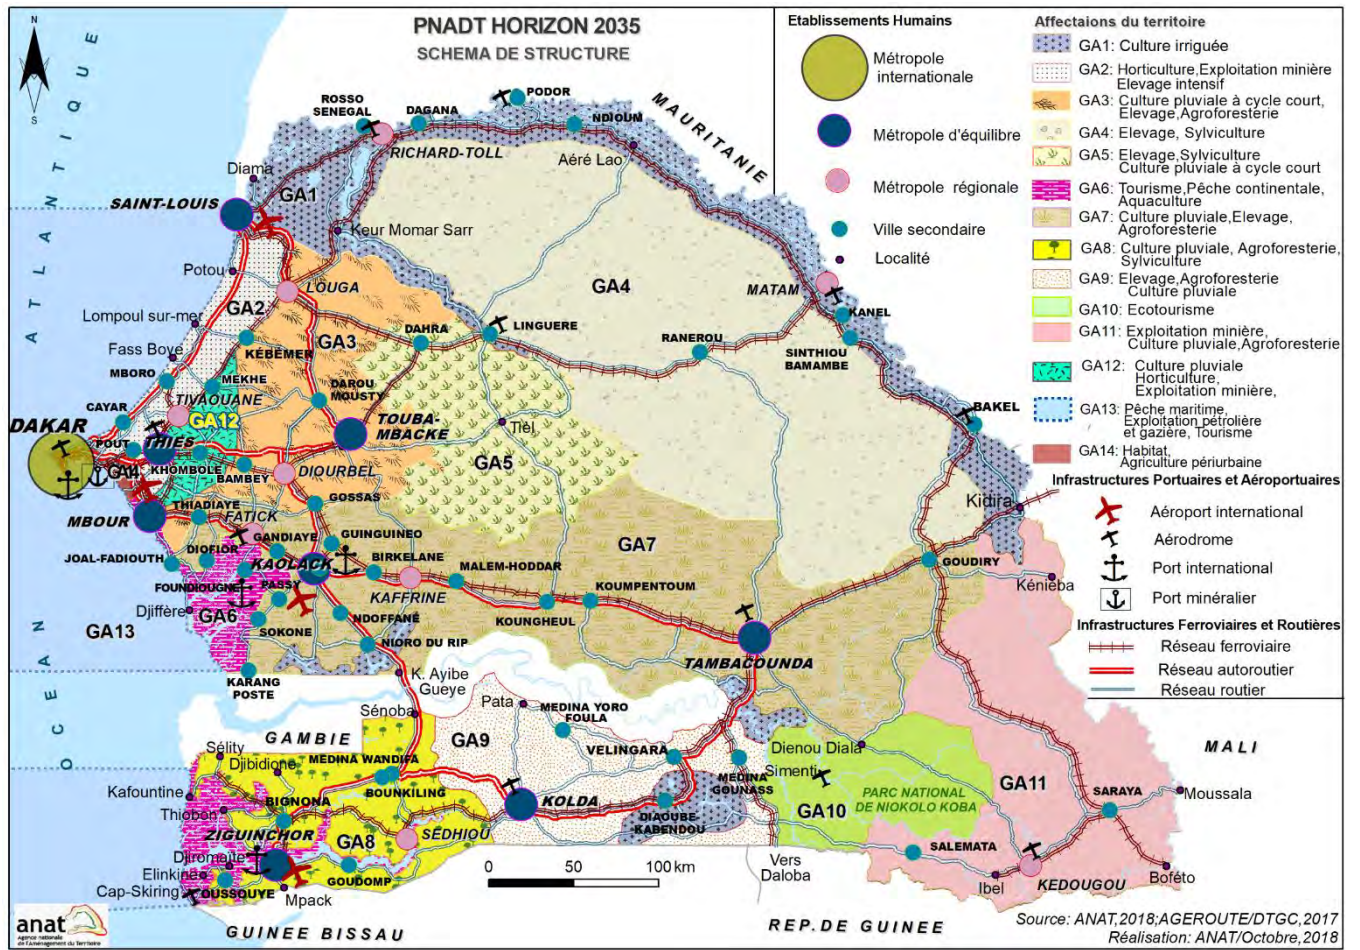 PNADT HORIZON 2035
SCHEMA DE STRUCTURE
N
S
OCEAN ATLANTIQUE
MAURITANIE
MALI
GAMBIE
GUINEE BISSAU
REP. DE GUINEE
PODOR
ROSSO
SENEGAL
DAGANA
NDIOUM
RICHARD-TOLL
Aéré Lao
Diama
GA1
SAINT-LOUIS
Keur Momar Sarr
Potou
LOUGA
GA4
MATAM
GA2
Lompoul sur-mer
KANEL
LINGUERE
DAHRA
RANEROU
GA3
KÉBÉMER
Fass Boye
SINTHIOU
BAMAMBE
MBORO
MEKHE
DAROU
MOUSTY
TIVAOUANE
CAYAR
GA12
TOUBA-
MBACKE
BAKEL
Tiél
DAKAR
POUT
THIES
GA5
KHOMBOLE
DIOURBEL
GA14
BAMBEY
GOSSAS
Kidira
THIADIAYE
FATICK
MBOUR
GUINGUINEO
GANDIAYE
GA7
DIOFIOR
BIRKELANE
JOAL-FADIOUTH
KAOLACK
MALEM-HODDAR
GOUDIRY
FOUNDIOUGNE
PASSY
KOUMPENTOUM
Kénieba
KAFFRINE
Djiffère
GA6
NDOFFANÉ
KOUNGHEUL
GA13
SOKONE
NIORO DU RIP
TAMBACOUNDA
KARANG
POSTE
K. Ayibe
Gueye
Pata
MEDINA YORO
FOULA
Sénoba
GA9
Sélity
Djibidione
MEDINA WANDIFA
VELINGARA
Dienou Diala
Simenti
Kafountine
BOUNKILING
MEDINA
GOUNASS
GA11
BIGNONA
KOLDA
PARC NATIONAL
DE NIOKOLO KOBA
SARAYA
Moussala
Thiobon
GA10
DIAOUBE-
KABENDOU
ZIGUINCHOR
SÉDHIOU
GA8
SALEMATA
Djiromaite
Elinkine
GOUDOMP
Vers
Daloba
Boféto
Cap-Skiring
OUSSOUYE
Mpack
Ibel
KEDOUGOU
0 50 100 km
Etablissements Humains
Métropole
internationale
Métropole d'équilibre
Métropole régionale
Ville secondaire
Localité
Affectaions du territoire
GA1: Culture irriguée
GA2: Horticulture,Exploitation minière
Elevage intensif
GA3: Culture pluviale à cycle court,
Elevage,Agroforesterie
GA4: Elevage, Sylviculture
GA5: Elevage,Sylviculture
Culture pluviale à cycle court
GA6: Tourisme,Pêche continentale,
Aquaculture
GA7: Culture pluviale,Elevage,
Agroforesterie
GA8: Culture pluviale, Agroforesterie,
Sylviculture
GA9: Elevage,Agroforesterie
Culture pluviale
GA10: Ecotourisme
GA11: Exploitation minière,
Culture pluviale,Agroforesterie
GA12: Culture pluviale
Horticulture,
Exploitation minière,
GA13: Pêche maritime,
Exploitation pétrolière
et gazière, Tourisme
GA14: Habitat,
Agriculture périurbaine
Infrastructures Portuaires et Aéroportuaires
Aéroport international
Aérodrome
Port international
Port minéralier
Infrastructures Ferroviaires et Routières
Réseau ferroviaire
Réseau autoroutier
Réseau routier
Source: ANAT,2018;AGEROUTE/DTGC,2017
Réalisation: ANAT/Octobre,2018
anat
Agence nationale
de l'Aménagement du Territoire